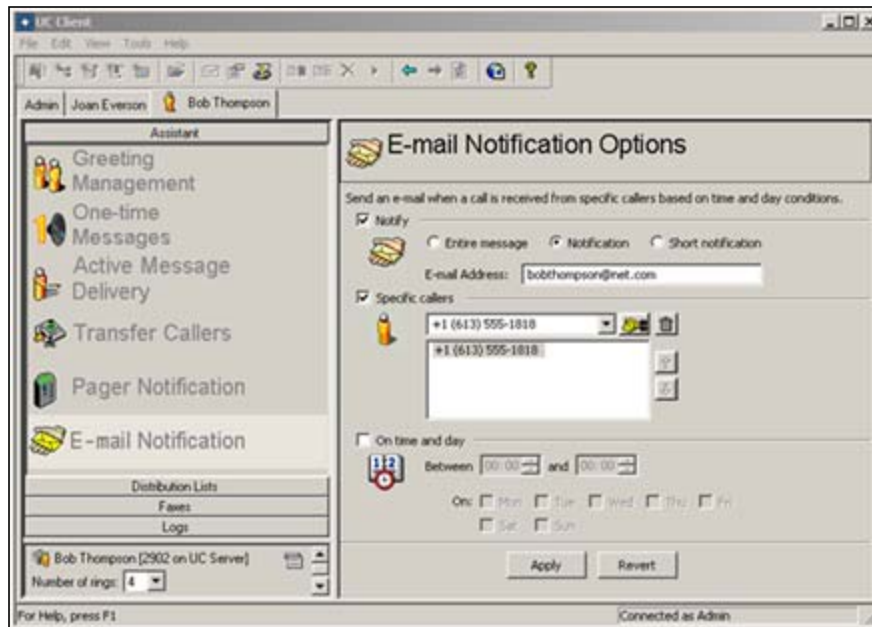 UC Client
File Edit View Tools Help
Admin Joan Everson Bob Thompson
Assistant
Greeting Management
One-time Messages
Active Message Delivery
Transfer Callers
Pager Notification
E-mail Notification
Distribution Lists
Faxes
Logs
Bob Thompson [2902 on UC Server]
Number of rings: 4
E-mail Notification Options
Send an e-mail when a call is received from specific callers based on time and day conditions.
Notify
Entire message Notification Short notification
E-mail Address: bobthompson@net.com
Specific callers
+1 (613) 555-1818
+1 (613) 555-1818
On time and day
12
Between 00:00 and 00:00
On: Mon Tue Wed Thu Fri
Sat Sun
Apply Revert
For Help, press F1
Connected as Admin